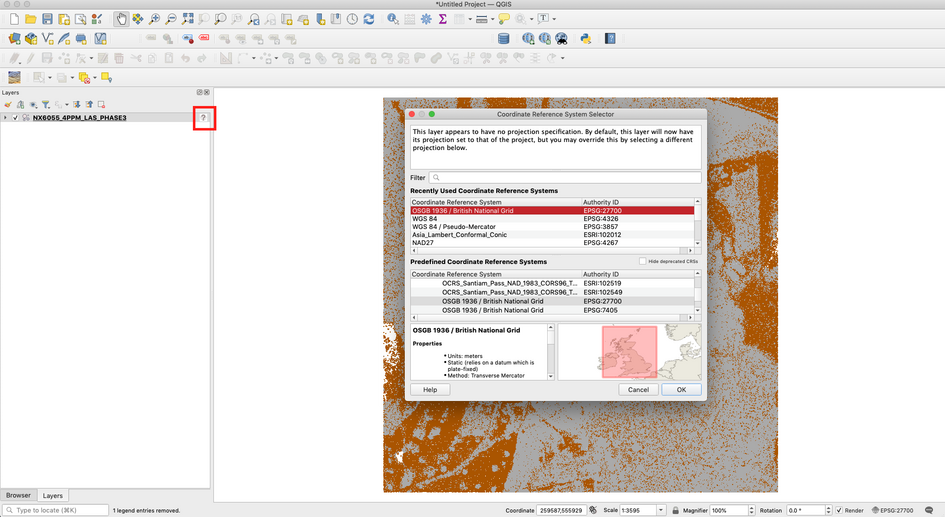 *Untitled Project — QGIS
Layers
NX6055_4PPM_LAS_PHASE3
?
Coordinate Reference System Selector
This layer appears to have no projection specification. By default, this layer will now have
its projection set to that of the project, but you may override this by selecting a different
projection below.
Filter
Recently Used Coordinate Reference Systems
Coordinate Reference System Authority ID
OSGB 1936 / British National Grid EPSG:27700
WGS 84 EPSG:4326
WGS 84 / Pseudo-Mercator EPSG:3857
Asia_Lambert_Conformal_Conic ESRI:102012
NAD27 EPSG:4267
Predefined Coordinate Reference Systems Hide deprecated CRSs
Coordinate Reference System Authority ID
OCRS_Santiam_Pass_NAD_1983_CORS96_T... ESRI:102519
OCRS_Santiam_Pass_NAD_1983_CORS96_T... ESRI:102549
OSGB 1936 / British National Grid EPSG:27700
OSGB 1936 / British National Grid EPSG:7405
OSGB 1936 / British National Grid
Properties
• Units: meters
• Static (relies on a datum which is
plate-fixed)
• Method: Transverse Mercator
Help Cancel OK
Browser Layers
Type to locate (⌘K) 1 legend entries removed. Coordinate 259587,555929 Scale 1:3595 Magnifier 100% Rotation 0.0 ° Render EPSG:27700